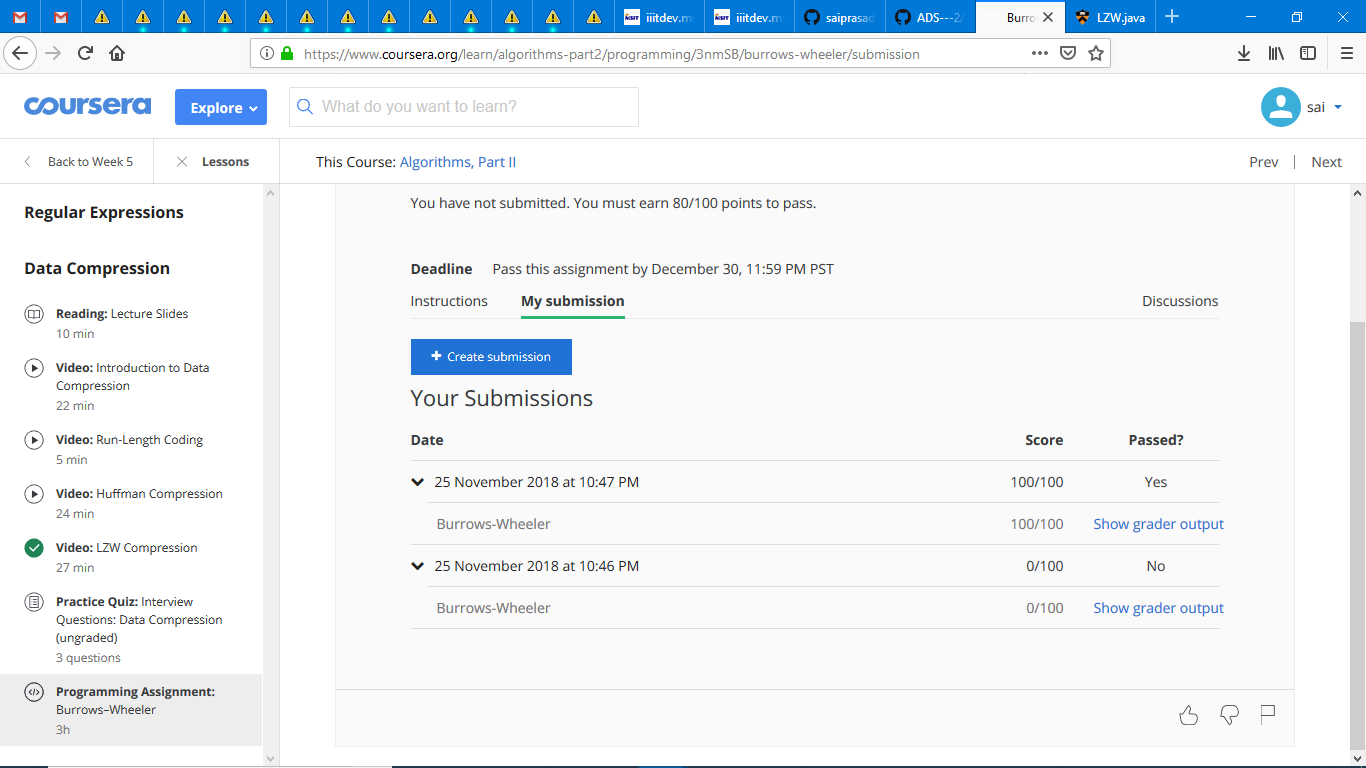 iiitdev.m
iiitdev.ms
saiprasad
ADS---2/
Burro
LZW.java
https://www.coursera.org/learn/algorithms-part2/programming/3nmSB/burrows-wheeler/submission
coursera
Explore
What do you want to learn?
sai
Back to Week 5
Lessons
This Course: Algorithms, Part II
Prev | Next
Regular Expressions
Data Compression
Reading: Lecture Slides
10 min
Video: Introduction to Data
Compression
22 min
Video: Run-Length Coding
5 min
Video: Huffman Compression
24 min
Video: LZW Compression
27 min
Practice Quiz: Interview
Questions: Data Compression
(ungraded)
3 questions
Programming Assignment:
Burrows–Wheeler
3h
You have not submitted. You must earn 80/100 points to pass.
Deadline Pass this assignment by December 30, 11:59 PM PST
Instructions My submission Discussions
+ Create submission
Your Submissions
Date Score Passed?
25 November 2018 at 10:47 PM 100/100 Yes
Burrows-Wheeler 100/100 Show grader output
25 November 2018 at 10:46 PM 0/100 No
Burrows-Wheeler 0/100 Show grader output